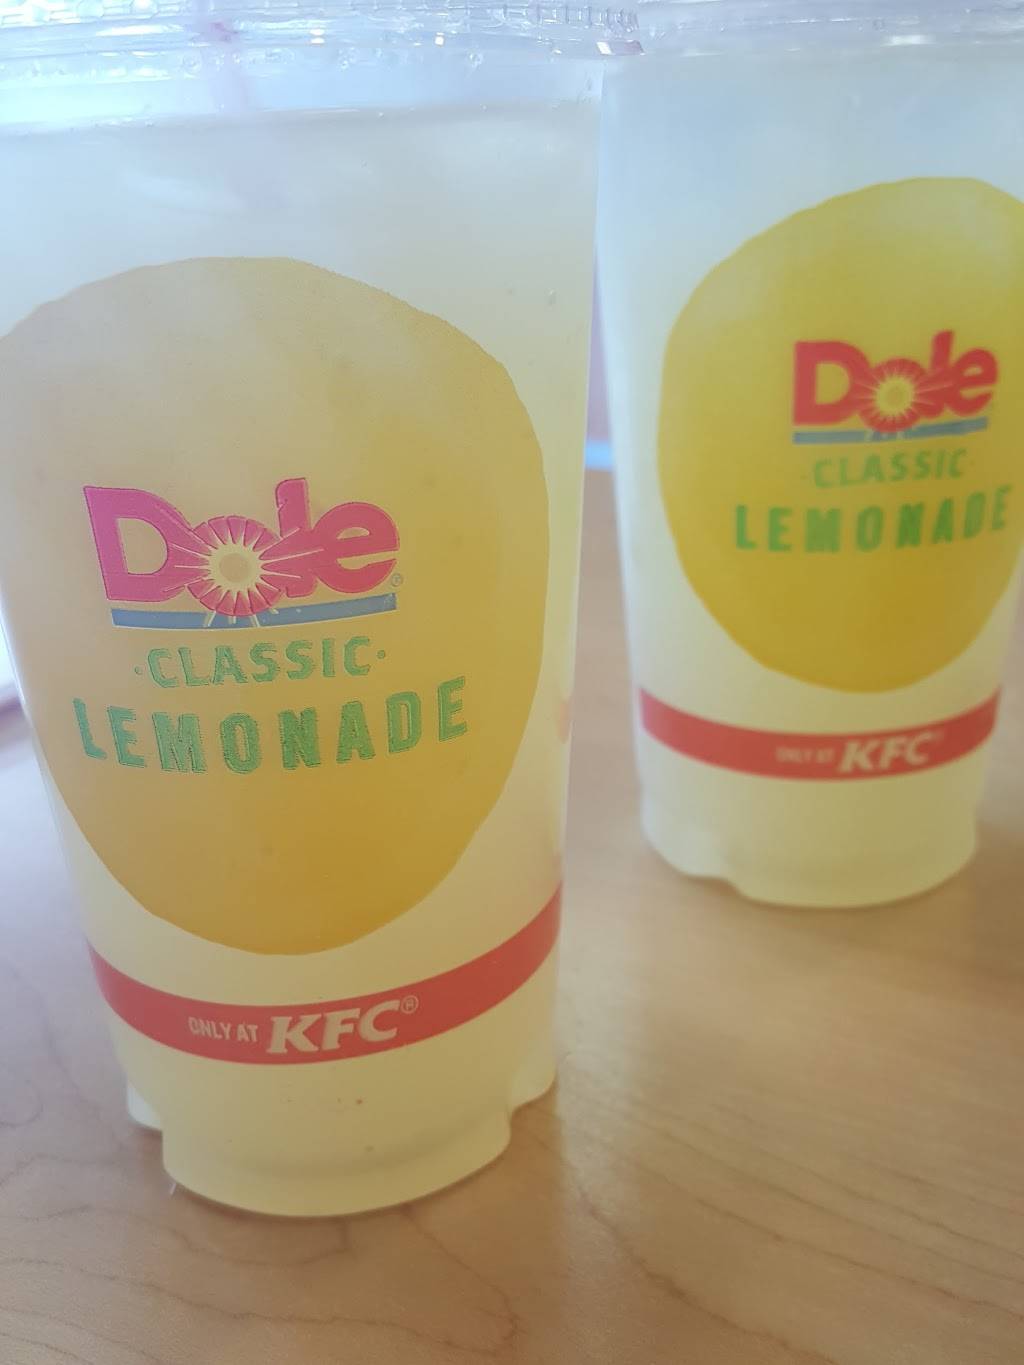 Dole®
·CLASSIC·
LEMONADE
ONLY AT KFC®
Dole
·CLASSIC·
LEMONADE
ONLY AT KFC®